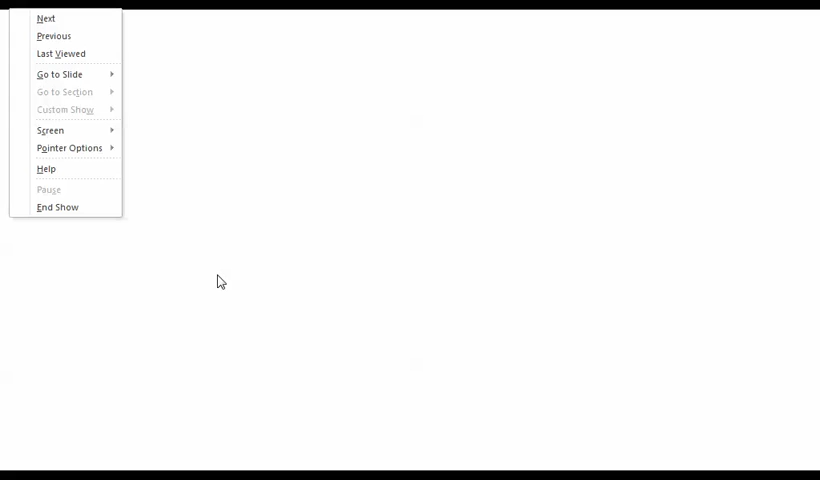 Next
Previous
Last Viewed
Go to Slide
Go to Section
Custom Show
Screen
Pointer Options
Help
Pause
End Show